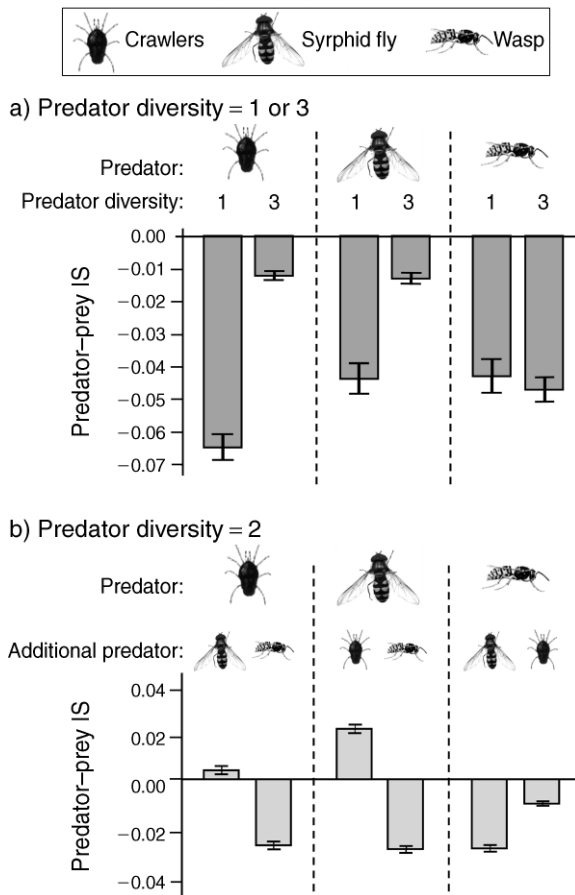 Crawlers Syrphid fly Wasp
a) Predator diversity = 1 or 3
Predator:
Predator diversity: 1 3 1 3 1 3
0.00
−0.01
−0.02
−0.03
−0.04
−0.05
−0.06
−0.07
Predator–prey IS
b) Predator diversity = 2
Predator:
Additional predator:
0.04
0.02
0.00
−0.02
−0.04
Predator–prey IS